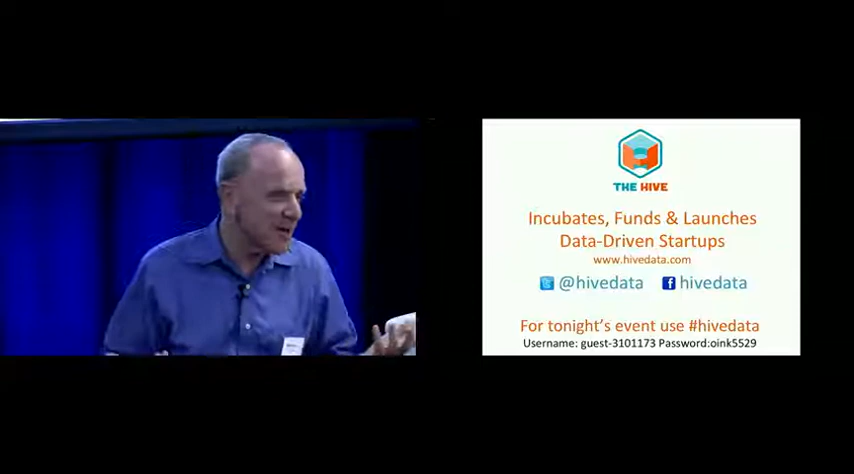 THE HIVE
Incubates, Funds & Launches
Data-Driven Startups
www.hivedata.com
@hivedata hivedata
For tonight's event use #hivedata
Username: guest-3101173 Password:oink5529